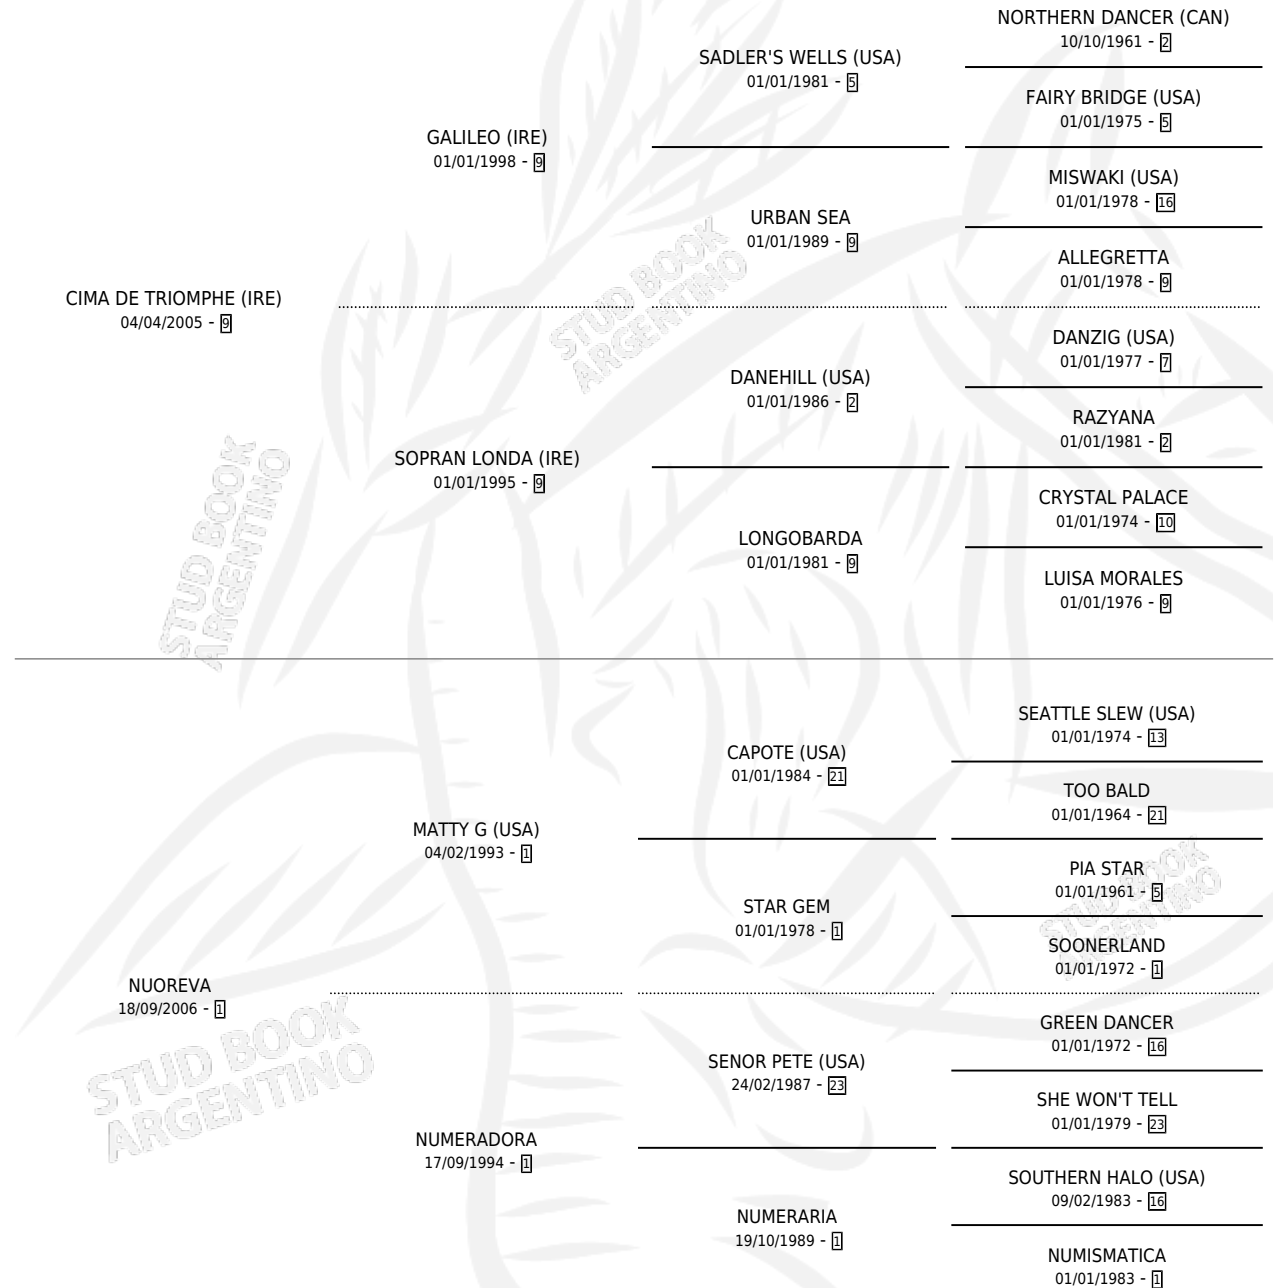 NORTHERN DANCER (CAN)
10/10/1961 - 2
SADLER'S WELLS (USA)
01/01/1981 - 5
FAIRY BRIDGE (USA)
01/01/1975 - 5
GALILEO (IRE)
01/01/1998 - 9
MISWAKI (USA)
01/01/1978 - 16
URBAN SEA
01/01/1989 - 9
ALLEGRETTA
01/01/1978 - 9
CIMA DE TRIOMPHE (IRE)
04/04/2005 - 9
STUD BOOK
ARGENTINO
DANZIG (USA)
01/01/1977 - 7
DANEHILL (USA)
01/01/1986 - 2
RAZYANA
01/01/1981 - 2
SOPRAN LONDA (IRE)
01/01/1995 - 9
CRYSTAL PALACE
01/01/1974 - 10
LONGOBARDA
01/01/1981 - 9
LUISA MORALES
01/01/1976 - 9
STUD BOOK
ARGENTINO
SEATTLE SLEW (USA)
01/01/1974 - 13
CAPOTE (USA)
01/01/1984 - 21
TOO BALD
01/01/1964 - 21
MATTY G (USA)
04/02/1993 - 1
PIA STAR
01/01/1961 - 5
STAR GEM
01/01/1978 - 1
SOONERLAND
01/01/1972 - 1
STUD BOOK
ARGENTINO
NUOREVA
18/09/2006 - 1
STUD BOOK
ARGENTINO
GREEN DANCER
01/01/1972 - 16
SENOR PETE (USA)
24/02/1987 - 23
SHE WON'T TELL
01/01/1979 - 23
NUMERADORA
17/09/1994 - 1
SOUTHERN HALO (USA)
09/02/1983 - 16
NUMERARIA
19/10/1989 - 1
NUMISMATICA
01/01/1983 - 1